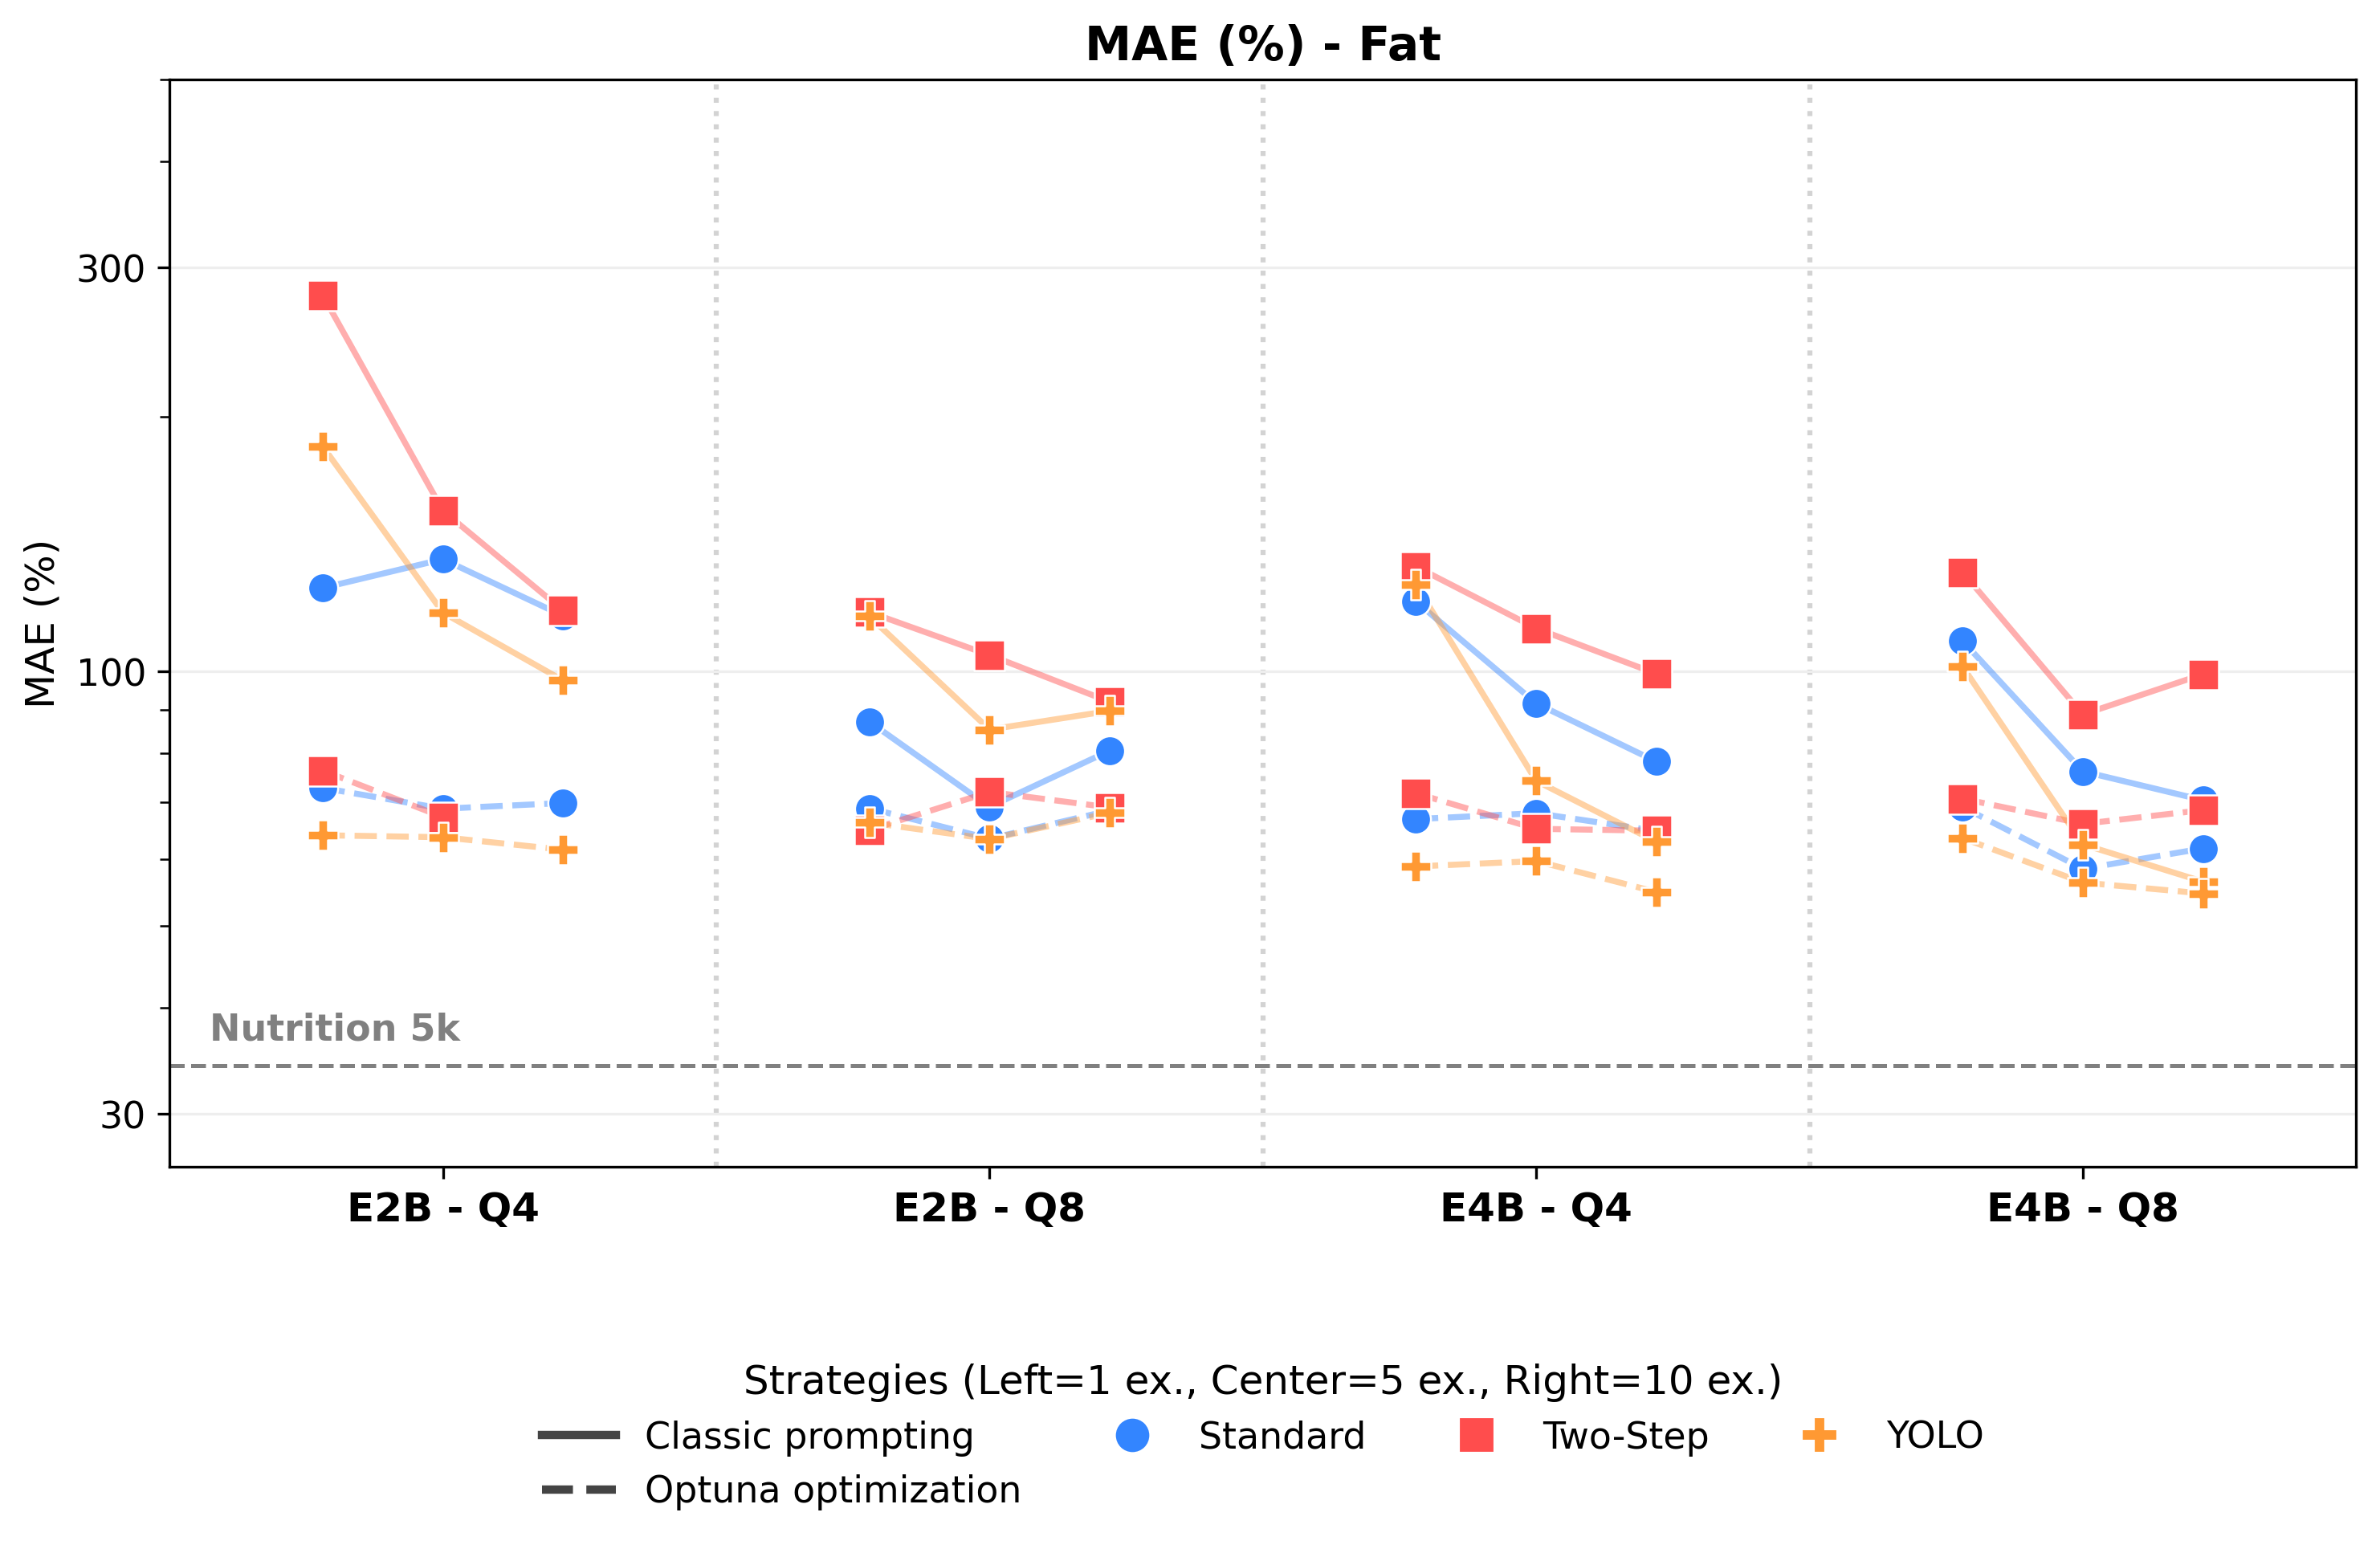 MAE (%) - Fat
MAE (%)
300
100
30
Nutrition 5k
E2B - Q4
E2B - Q8
E4B - Q4
E4B - Q8
Strategies (Left=1 ex., Center=5 ex., Right=10 ex.)
Classic prompting
Standard
Two-Step
YOLO
Optuna optimization